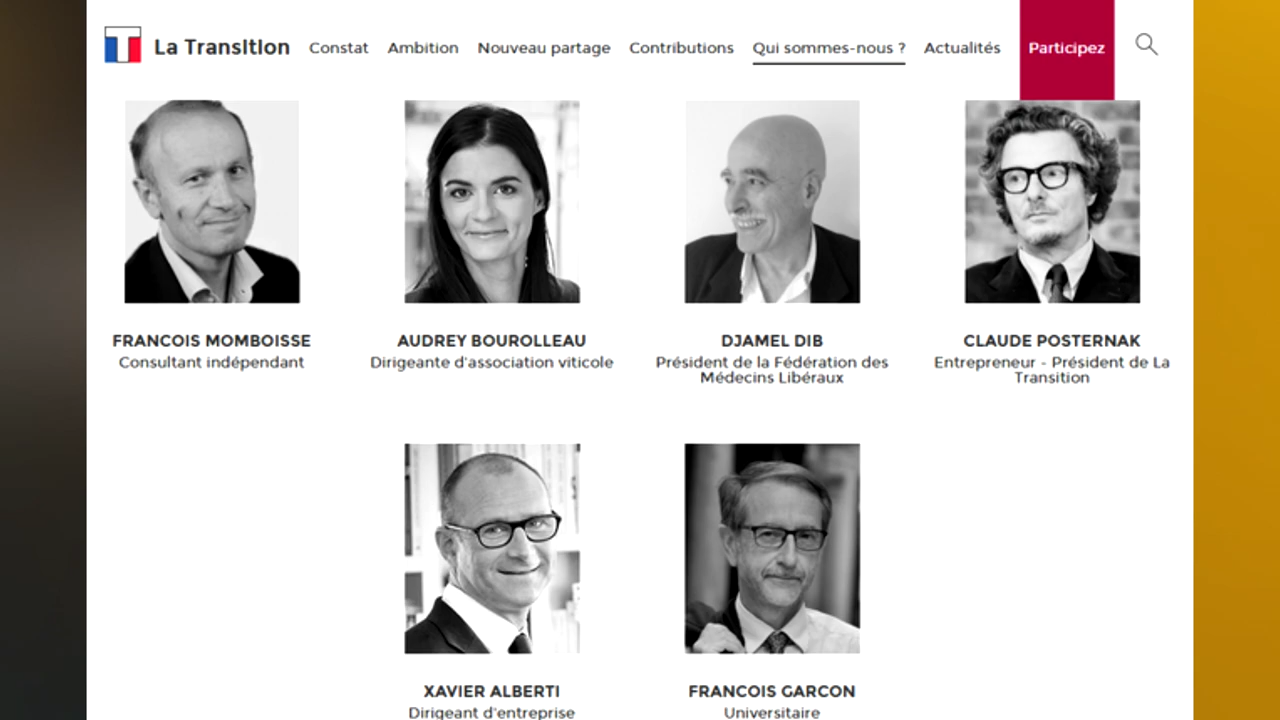 T La Transition Constat Ambition Nouveau partage Contributions Qui sommes-nous ? Actualités Participez
FRANCOIS MOMBOISSE
Consultant indépendant
AUDREY BOUROLLEAU
Dirigeante d'association viticole
DJAMEL DIB
Président de la Fédération des
Médecins Libéraux
CLAUDE POSTERNAK
Entrepreneur - Président de La
Transition
XAVIER ALBERTI
Dirigeant d'entreprise
FRANCOIS GARCON
Universitaire